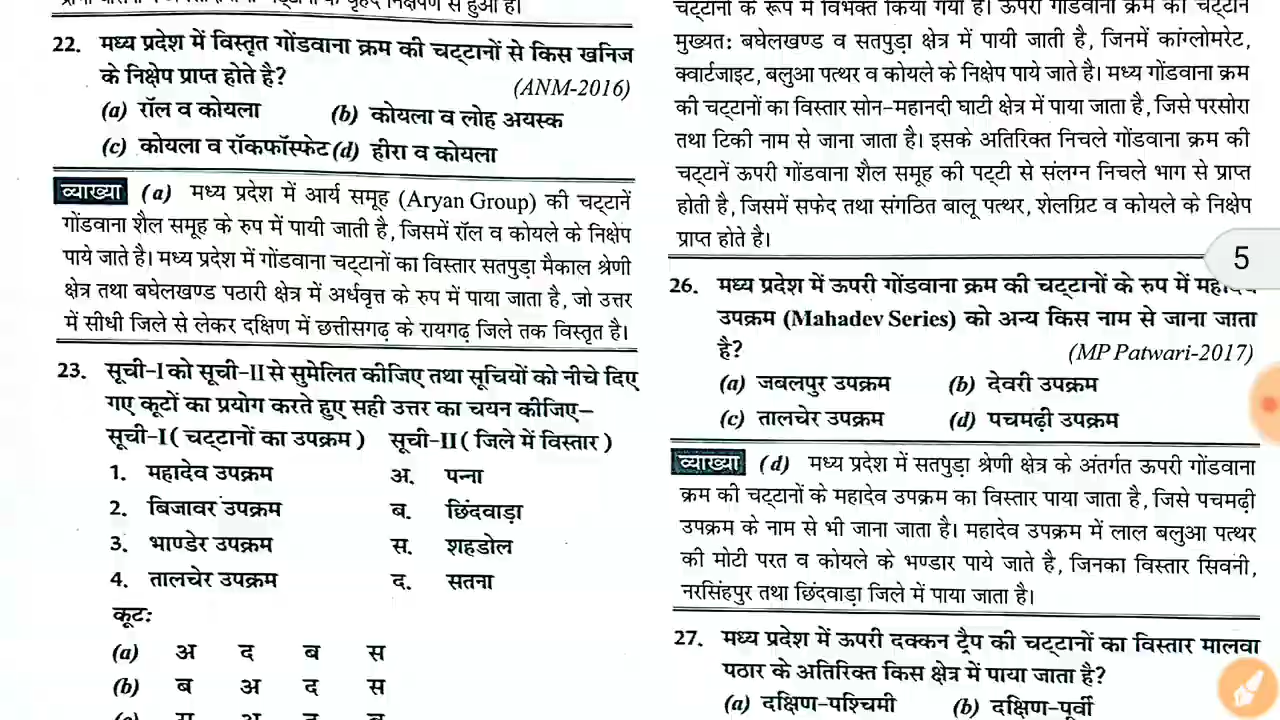 22. मध्य प्रदेश में विस्तृत गोंडवाना क्रम की चट्टानों से किस खनिज
के निक्षेप प्राप्त होते है?
(ANM-2016)
(a) रॉल व कोयला (b) कोयला व लोह अयस्क
(c) कोयला व रॉकफॉस्फेट (d) हीरा व कोयला
व्याख्या (a) मध्य प्रदेश में आर्य समूह (Aryan Group) की चट्टानें
गोंडवाना शैल समूह के रुप में पायी जाती है, जिसमें रॉल व कोयले के निक्षेप
पाये जाते है। मध्य प्रदेश में गोंडवाना चट्टानों का विस्तार सतपुड़ा मैकाल श्रेणी
क्षेत्र तथा बघेलखण्ड पठारी क्षेत्र में अर्धवृत्त के रुप में पाया जाता है, जो उत्तर
में सीधी जिले से लेकर दक्षिण में छत्तीसगढ़ के रायगढ़ जिले तक विस्तृत है।
23. सूची-I को सूची-II से सुमेलित कीजिए तथा सूचियों को नीचे दिए
गए कूटों का प्रयोग करते हुए सही उत्तर का चयन कीजिए–
सूची-I ( चट्टानों का उपक्रम ) सूची-II ( जिले में विस्तार )
1. महादेव उपक्रम अ. पन्ना
2. बिजावर उपक्रम ब. छिंदवाड़ा
3. भाण्डेर उपक्रम स. शहडोल
4. तालचेर उपक्रम द. सतना
कूट:
(a) अ द ब स
(b) ब अ द स
चट्टानों के रूप में विभक्त किया गया है। ऊपरी गोंडवाना क्रम की चट्टानें
मुख्यत: बघेलखण्ड व सतपुड़ा क्षेत्र में पायी जाती है, जिनमें कांग्लोमरेट,
क्वार्टजाइट, बलुआ पत्थर व कोयले के निक्षेप पाये जाते है। मध्य गोंडवाना क्रम
की चट्टानों का विस्तार सोन-महानदी घाटी क्षेत्र में पाया जाता है, जिसे परसोरा
तथा टिकी नाम से जाना जाता है। इसके अतिरिक्त निचले गोंडवाना क्रम की
चट्टानें ऊपरी गोंडवाना शैल समूह की पट्टी से संलग्न निचले भाग से प्राप्त
होती है, जिसमें सफेद तथा संगठित बालू पत्थर, शेलग्रिट व कोयले के निक्षेप
प्राप्त होते है।
5
26. मध्य प्रदेश में ऊपरी गोंडवाना क्रम की चट्टानों के रुप में महादेव
उपक्रम (Mahadev Series) को अन्य किस नाम से जाना जाता
है?
(MP Patwari-2017)
(a) जबलपुर उपक्रम (b) देवरी उपक्रम
(c) तालचेर उपक्रम (d) पचमढ़ी उपक्रम
व्याख्या (d) मध्य प्रदेश में सतपुड़ा श्रेणी क्षेत्र के अंतर्गत ऊपरी गोंडवाना
क्रम की चट्टानों के महादेव उपक्रम का विस्तार पाया जाता है, जिसे पचमढ़ी
उपक्रम के नाम से भी जाना जाता है। महादेव उपक्रम में लाल बलुआ पत्थर
की मोटी परत व कोयले के भण्डार पाये जाते है, जिनका विस्तार सिवनी,
नरसिंहपुर तथा छिंदवाड़ा जिले में पाया जाता है।
27. मध्य प्रदेश में ऊपरी दक्कन ट्रैप की चट्टानों का विस्तार मालवा
पठार के अतिरिक्त किस क्षेत्र में पाया जाता है?
(a) दक्षिण-पश्चिमी (b) दक्षिण-पूर्वी